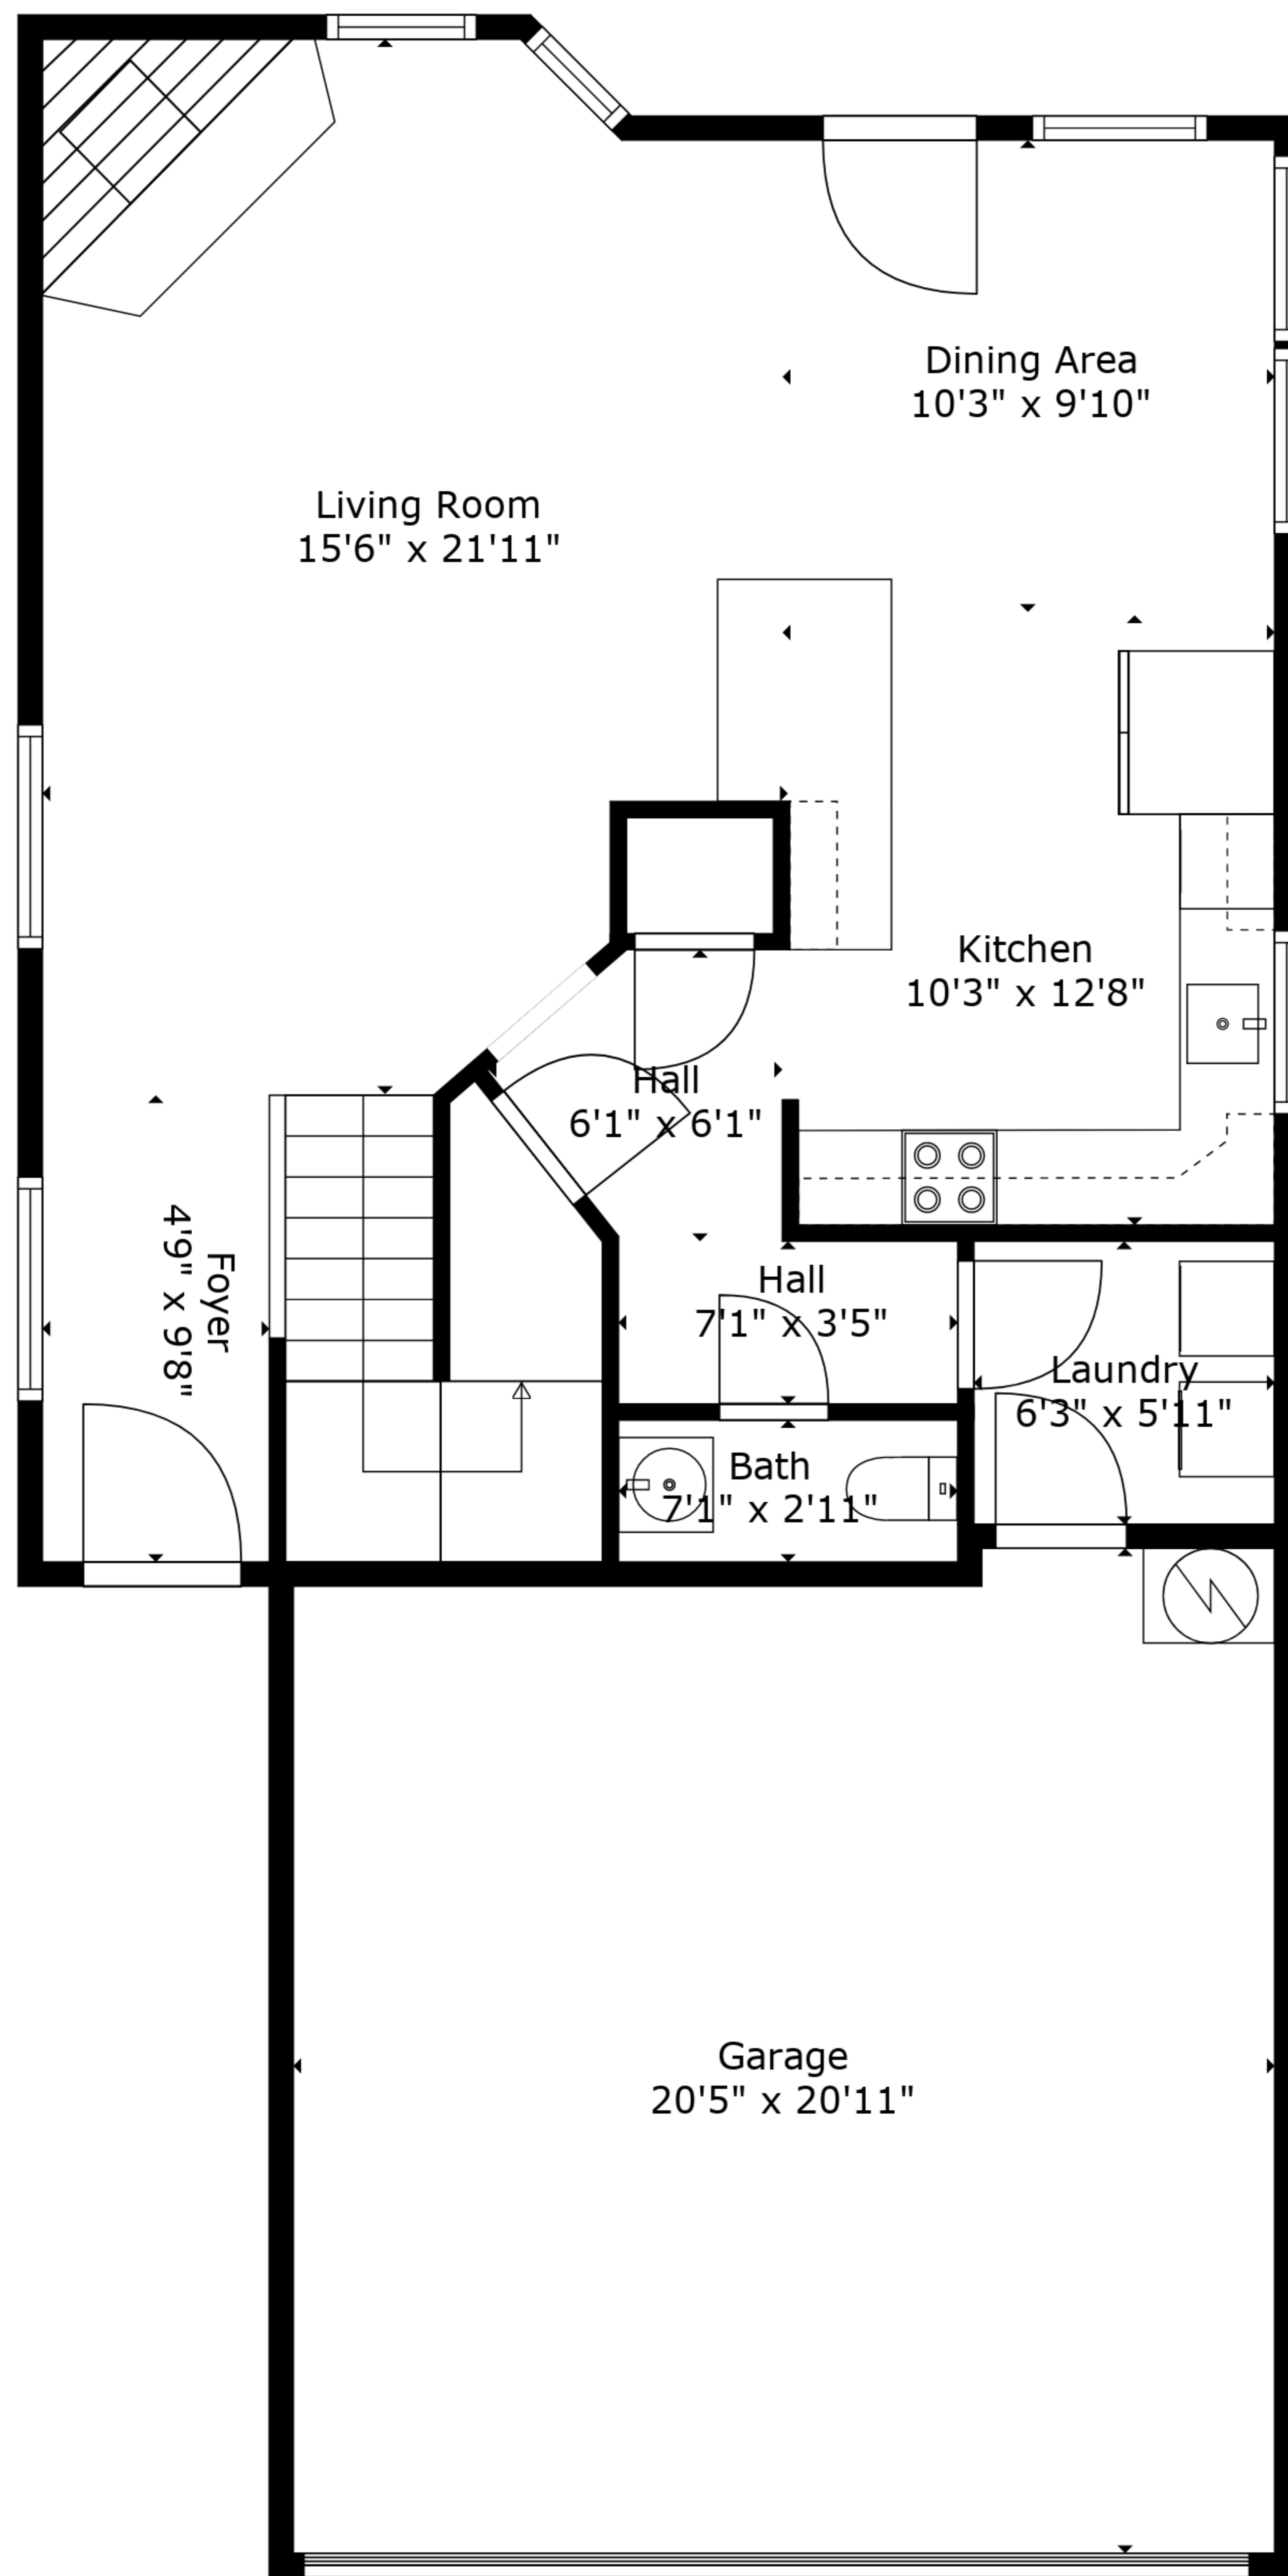 Dining Area
10'3" x 9'10"
Living Room
15'6" x 21'11"
Kitchen
10'3" x 12'8"
Hall
6'1" x 6'1"
Foyer
4'9" x 9'8"
Hall
7'1" x 3'5"
Laundry
6'3" x 5'11"
Bath
7'1" x 2'11"
Garage
20'5" x 20'11"